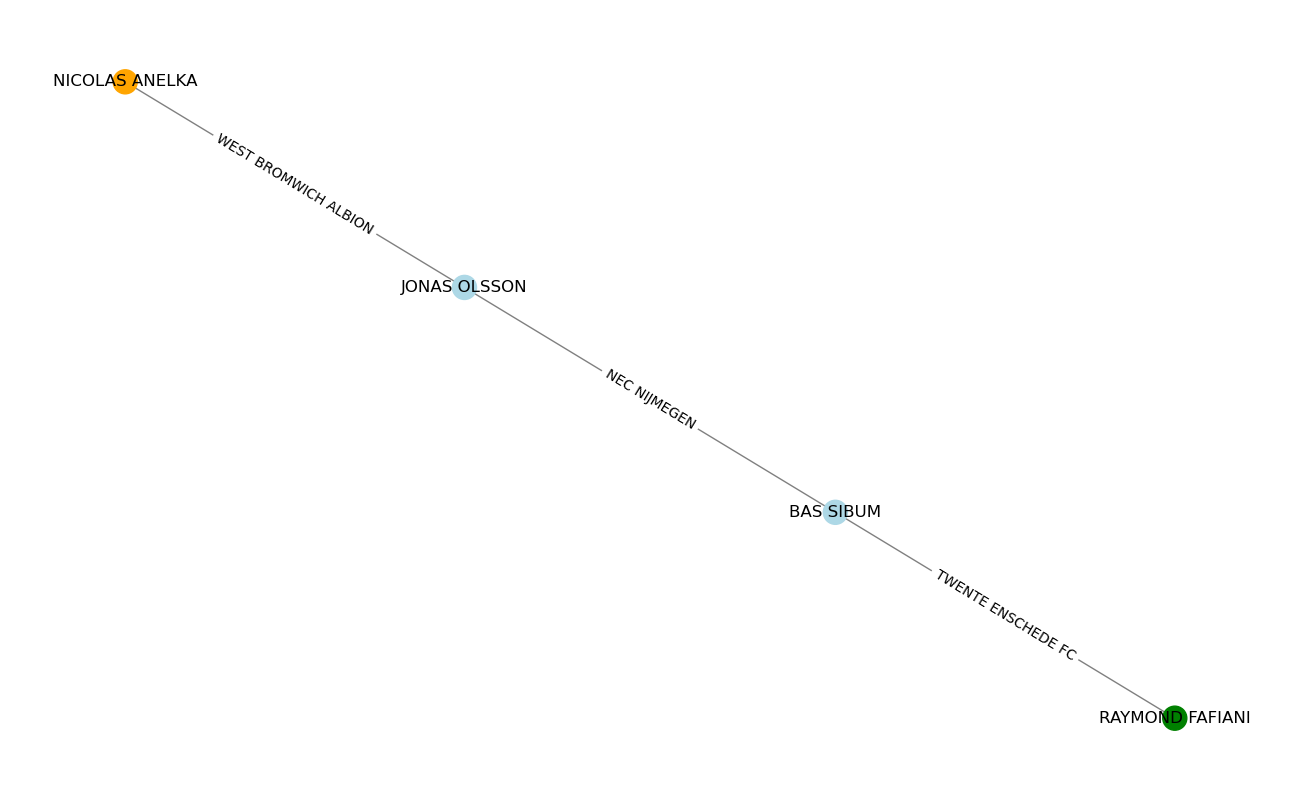 NICOLAS ANELKA
WEST BROMWICH ALBION
JONAS OLSSON
NEC NIJMEGEN
BAS SIBUM
TWENTE ENSCHEDE FC
RAYMOND FAFIANI